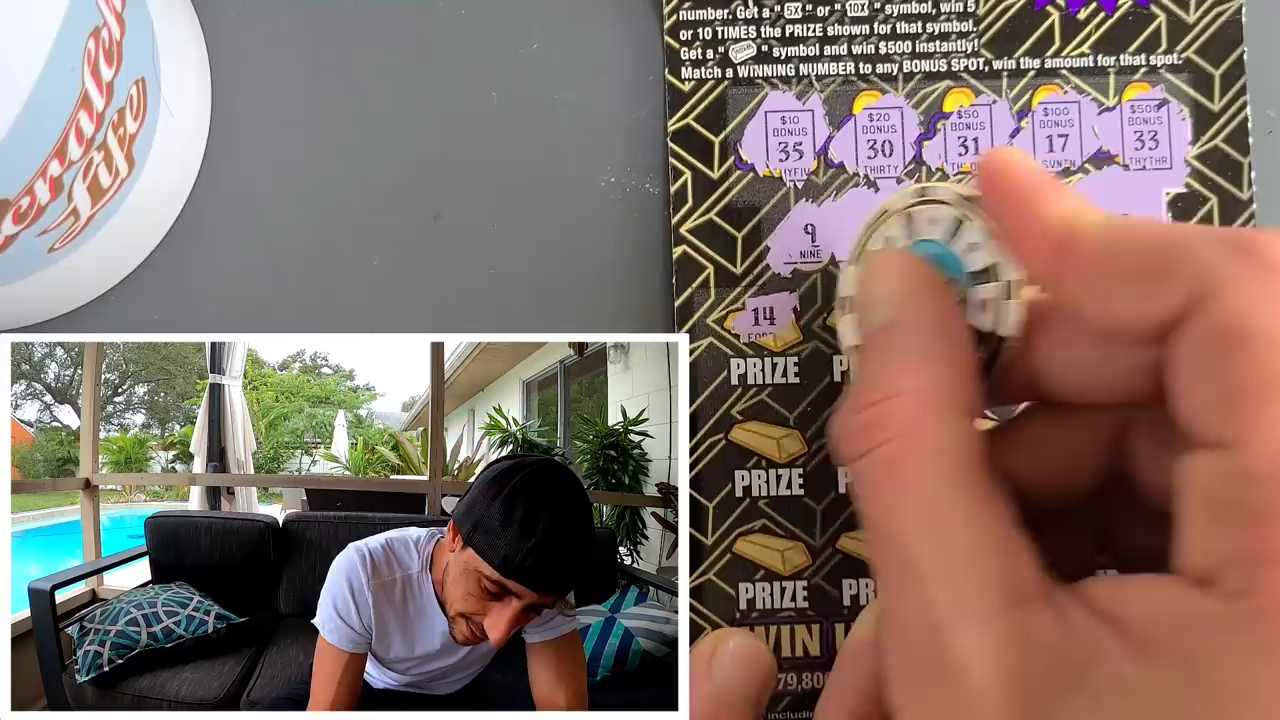 number. Get a "5X" or "10X" symbol, win 5
or 10 TIMES the PRIZE shown for that symbol.
Get a " " symbol and win $500 instantly!
Match a WINNING NUMBER to any BONUS SPOT, win the amount for that spot.
$10 $20 $50 $100 $500
BONUS BONUS BONUS BONUS BONUS
35 30 31 17 33
THIRTY SVNTN THYTHR
9
NINE
14
PRIZE
PRIZE
PRIZE
WIN
Life